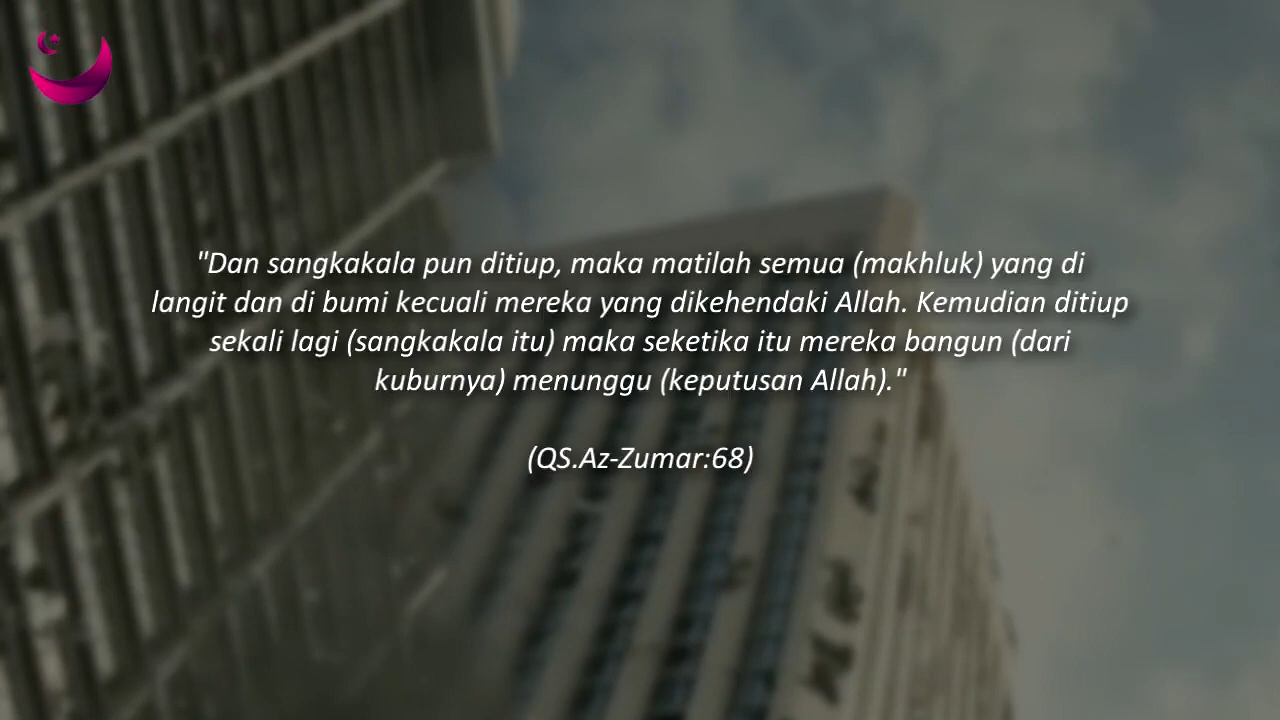 "Dan sangkakala pun ditiup, maka matilah semua (makhluk) yang di
langit dan di bumi kecuali mereka yang dikehendaki Allah. Kemudian ditiup
sekali lagi (sangkakala itu) maka seketika itu mereka bangun (dari
kuburnya) menunggu (keputusan Allah)."
(QS.Az-Zumar:68)